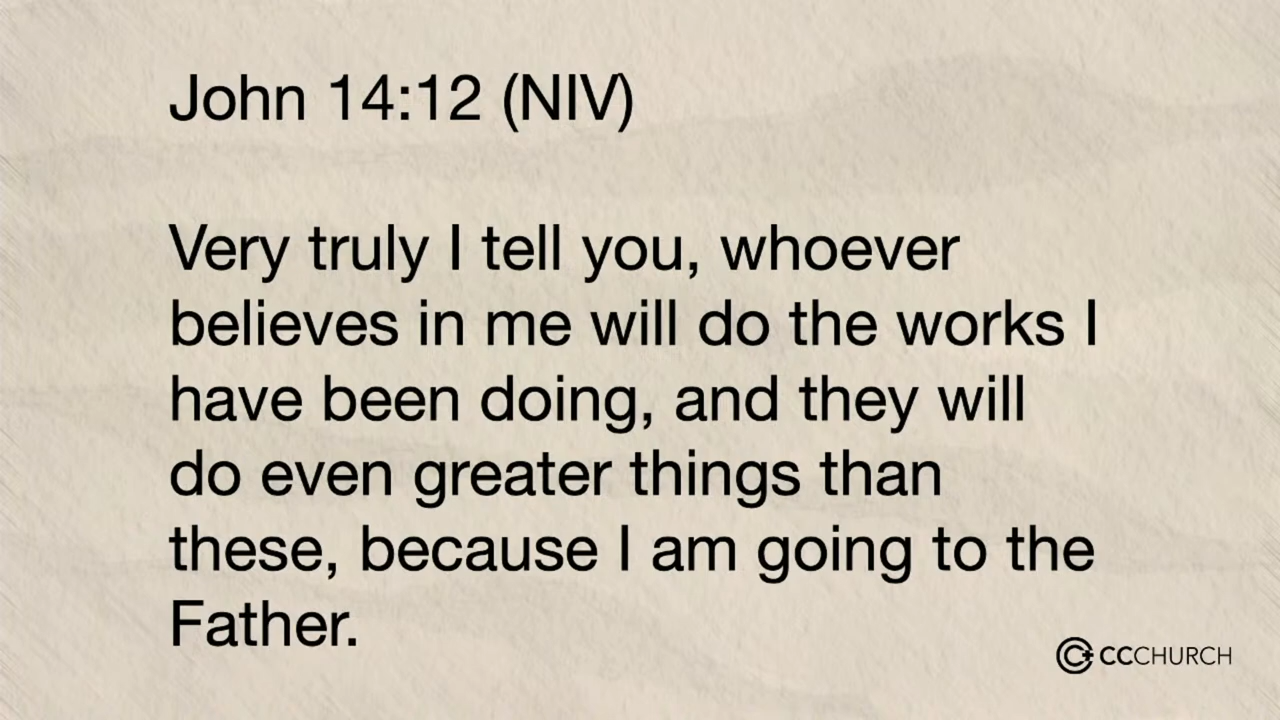 John 14:12 (NIV)
Very truly I tell you, whoever
believes in me will do the works I
have been doing, and they will
do even greater things than
these, because I am going to the
Father.
CCCHURCH